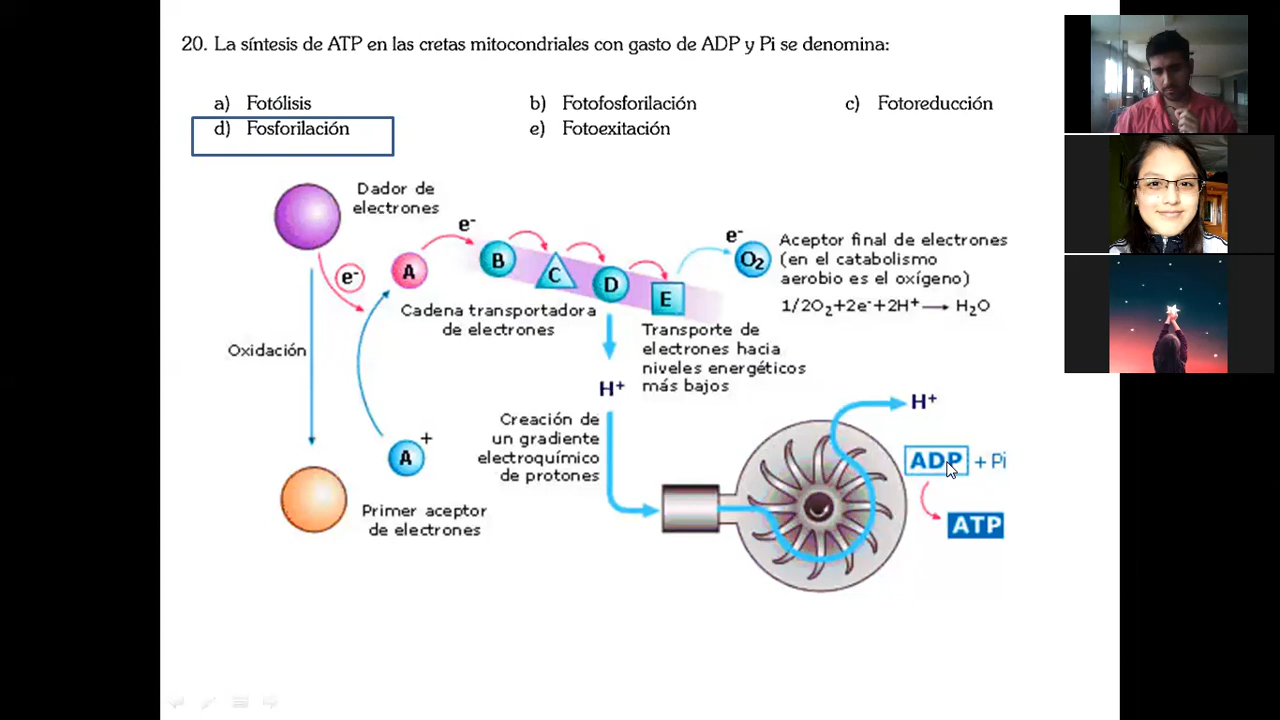 20. La síntesis de ATP en las cretas mitocondriales con gasto de ADP y Pi se denomina:
a) Fotólisis
b) Fotofosforilación
c) Fotoreducción
d) Fosforilación
e) Fotoexitación
Dador de
electrones
e-
A
e-
B
C
D
E
e-
O2
Aceptor final de electrones
(en el catabolismo
aerobio es el oxígeno)
1/2O2+2e-+2H+ → H2O
Cadena transportadora
de electrones
Transporte de
electrones hacia
niveles energéticos
más bajos
Oxidación
H+
Creación de
un gradiente
electroquímico
de protones
A+
Primer aceptor
de electrones
H+
ADP + Pi
ATP